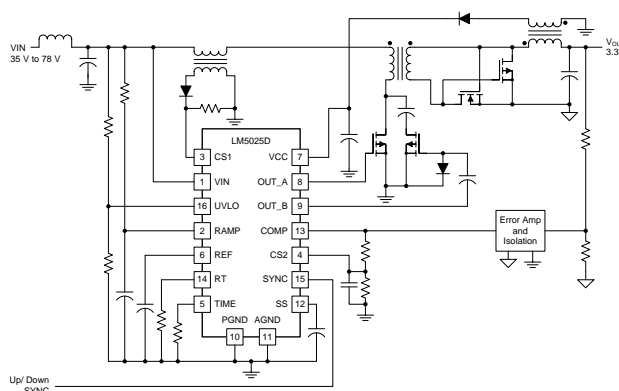 VIN
35 V to 78 V
3.3
LM5025D
3 CS1
VCC 7
1 VIN
OUT_A 8
16 UVLO
OUT_B 9
2 RAMP
COMP 13
6 REF
CS2 4
14 RT
SYNC 15
5 TIME
SS 12
PGND AGND
10 11
Error Amp
and
Isolation
Up/ Down
SYNC